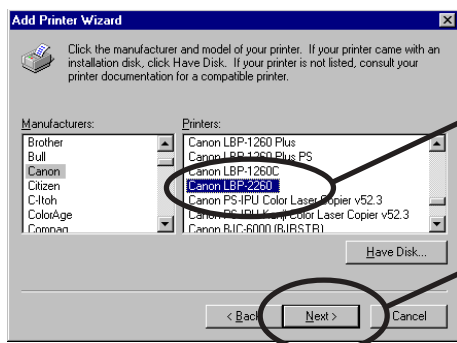 Add Printer Wizard
Click the manufacturer and model of your printer. If your printer came with an
installation disk, click Have Disk. If your printer is not listed, consult your
printer documentation for a compatible printer.
Manufacturers:
Brother
Bull
Canon
Citizen
C-Itoh
ColorAge
Compaq
Printers:
Canon LBP-1260 Plus
Canon LBP-1260 Plus PS
Canon LBP-1260C
Canon LBP-2260
Canon PS-IPU Color Laser Copier v52.3
Canon PS-IPU Kanji Color Laser Copier v52.3
Canon BJC-6000 (BJRSTR)
Have Disk...
< Back
Next >
Cancel